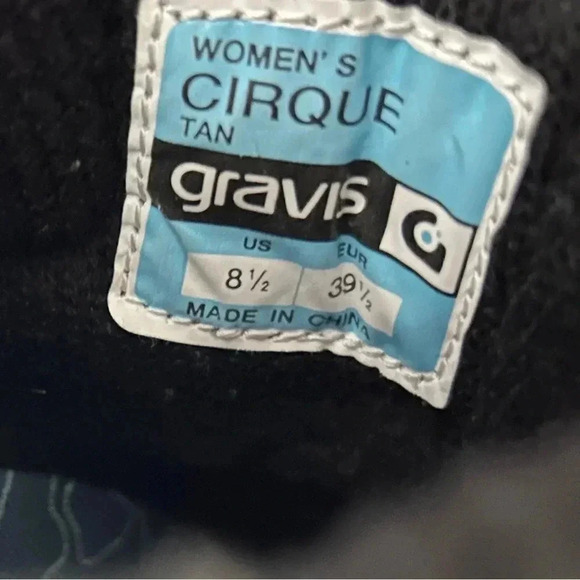 WOMEN'S
CIRQUE
TAN
gravis
US EUR
8 ½ 39 ½
MADE IN CHINA